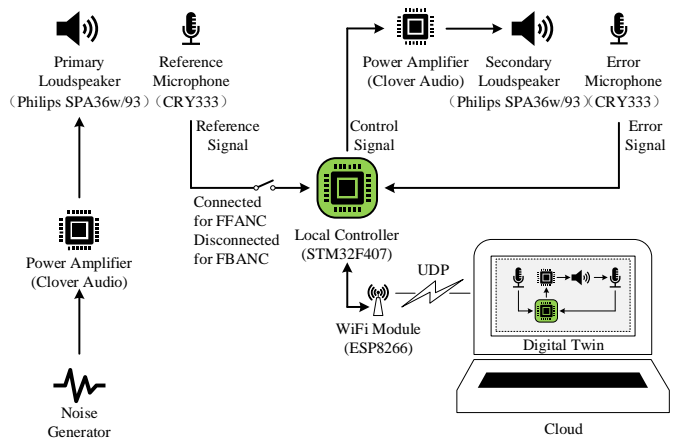 Primary
Loudspeaker
（Philips SPA36w/93）
Reference
Microphone
（CRY333）
Power Amplifier
(Clover Audio)
Secondary
Loudspeaker
（Philips SPA36w/93）
Error
Microphone
（CRY333）
Reference
Signal
Control
Signal
Error
Signal
Connected
for FFANC
Disconnected
for FBANC
Local Controller
(STM32F407)
Power Amplifier
(Clover Audio)
UDP
WiFi Module
(ESP8266)
Digital Twin
Noise
Generator
Cloud